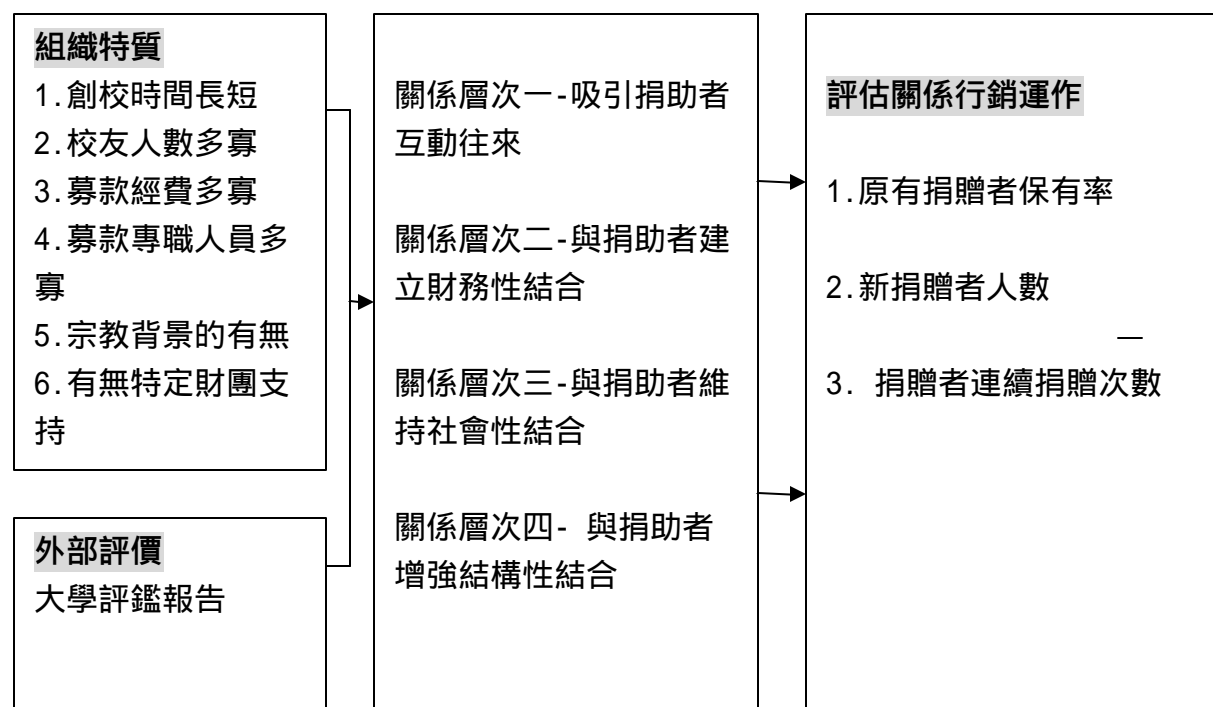 組織特質
1.創校時間長短
2.校友人數多寡
3.募款經費多寡
4.募款專職人員多
寡
5.宗教背景的有無
6.有無特定財團支
持
外部評價
大學評鑑報告
關係層次一-吸引捐助者
互動往來
關係層次二-與捐助者建
立財務性結合
關係層次三-與捐助者維
持社會性結合
關係層次四- 與捐助者
增強結構性結合
評估關係行銷運作
1.原有捐贈者保有率
2.新捐贈者人數
—
3. 捐贈者連續捐贈次數